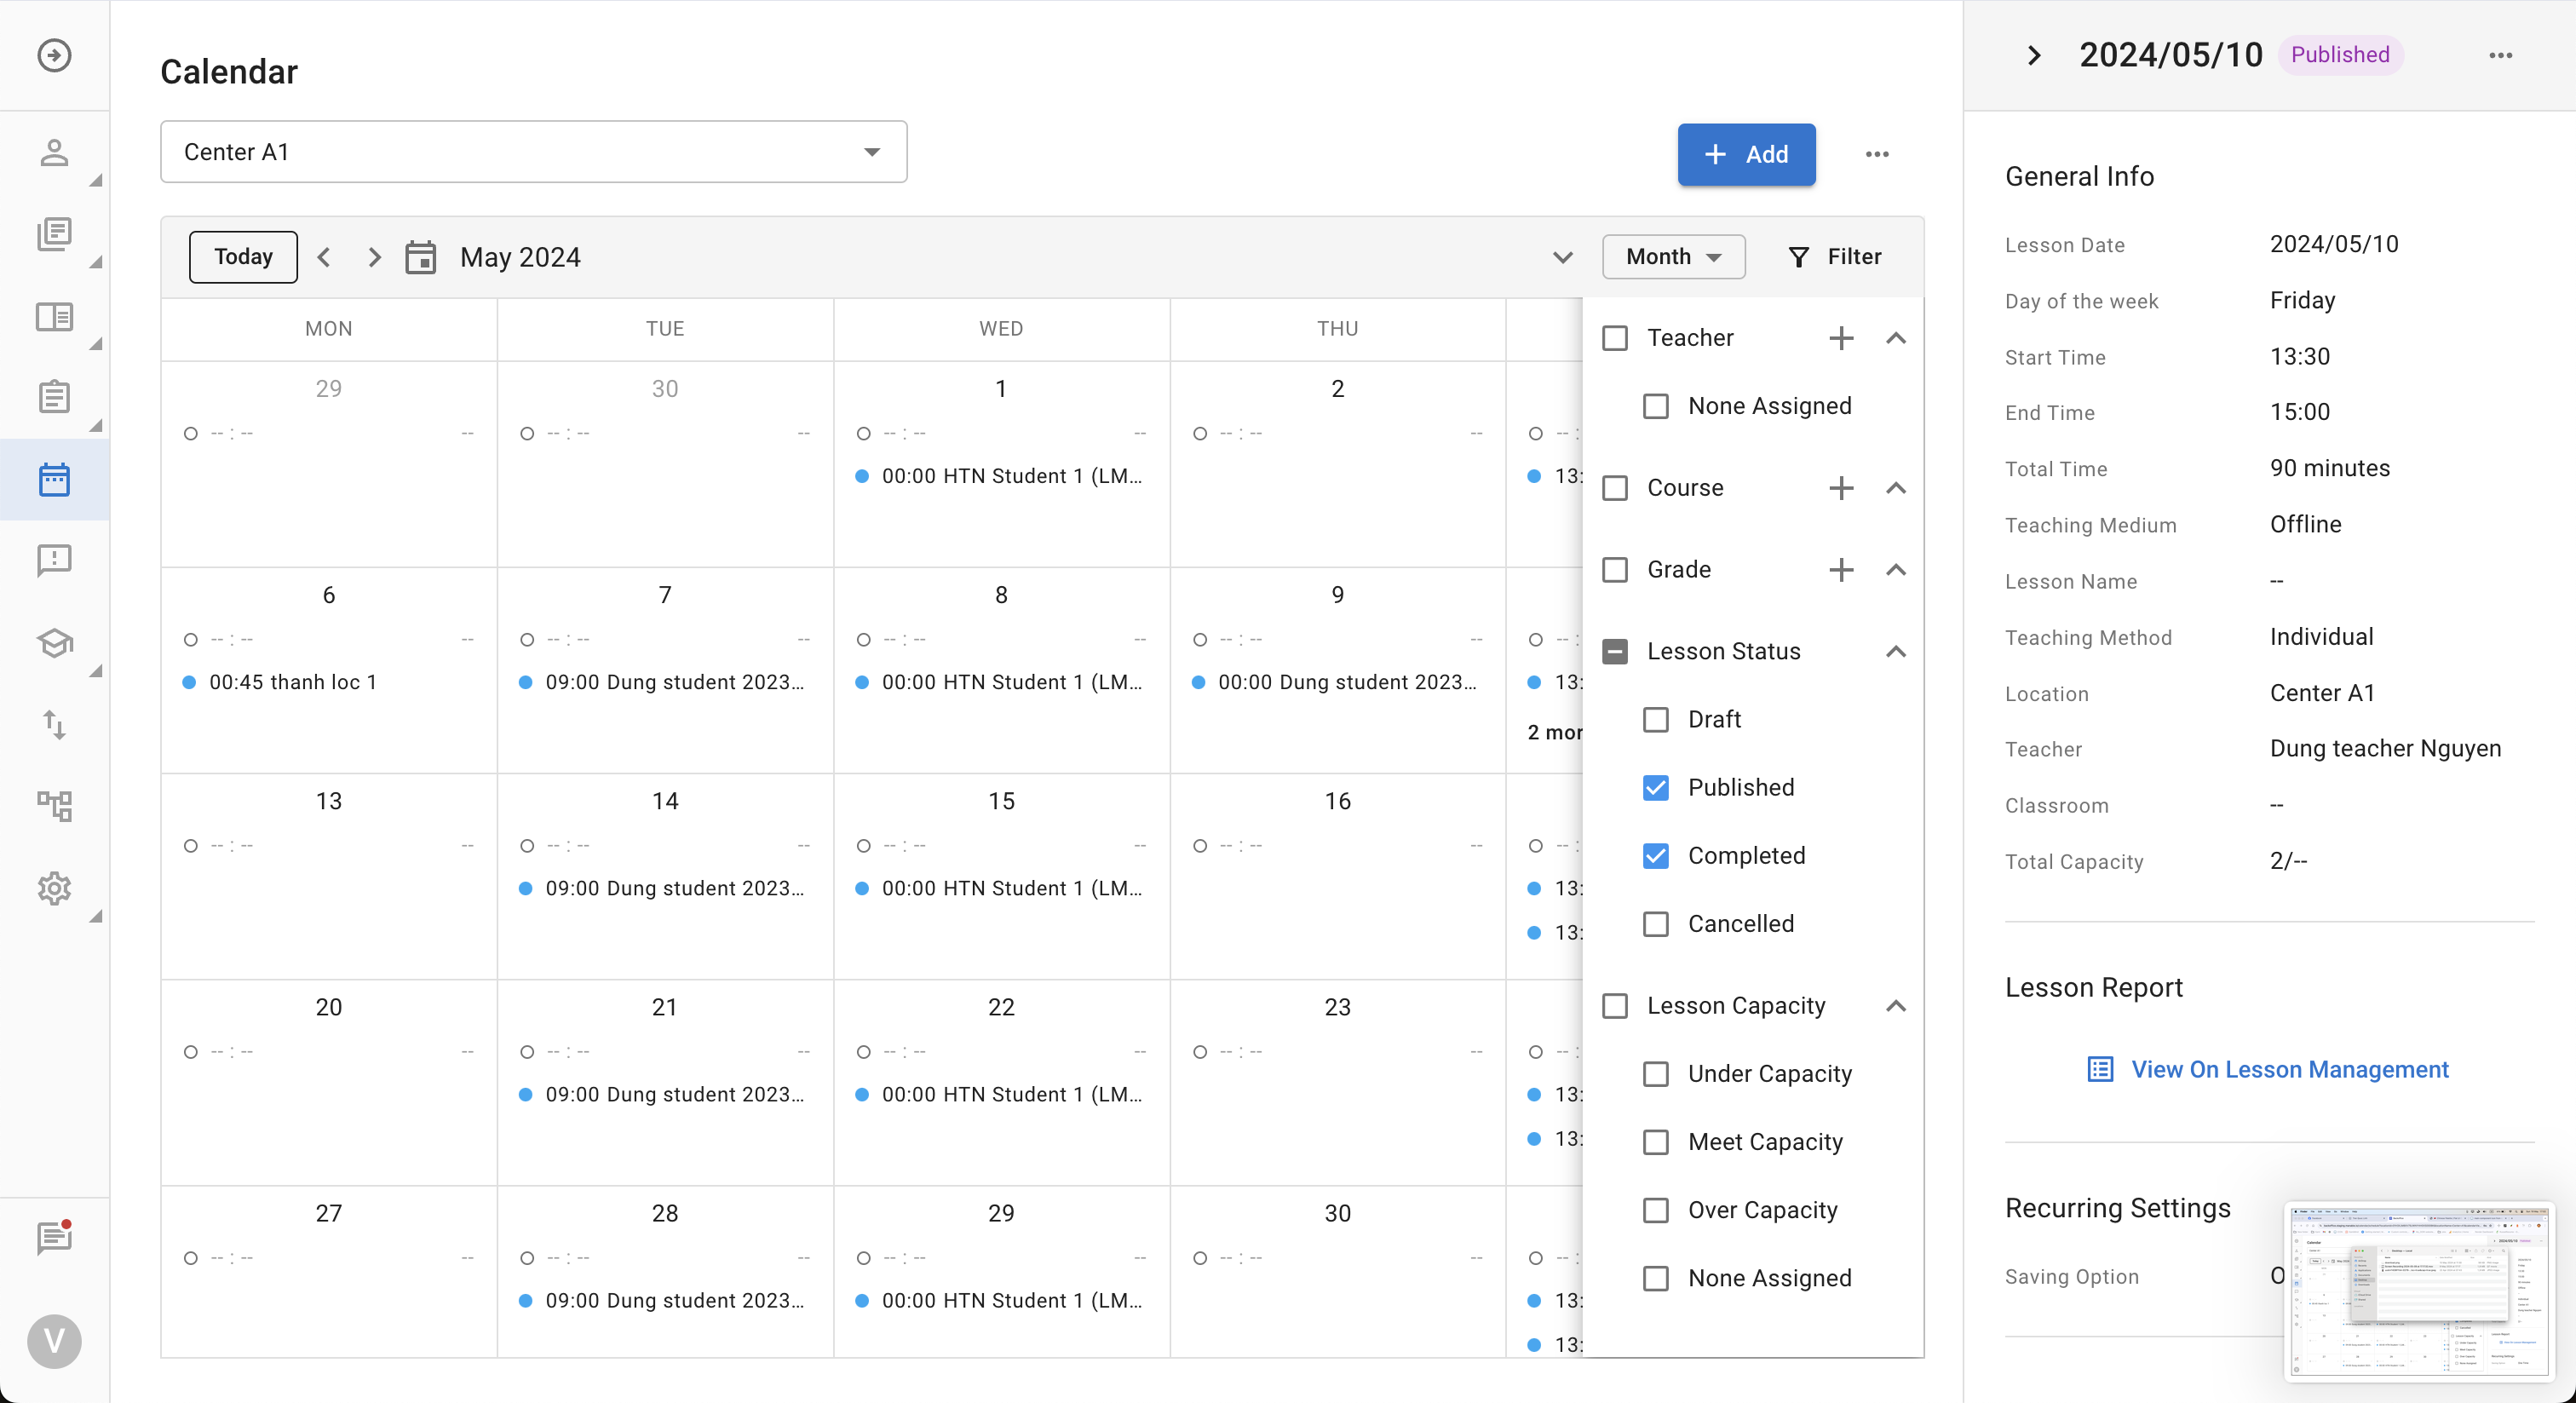 Calendar
Center A1
Add
Today
May 2024
Month
Filter
MON TUE WED THU
29 30 1 2
-- : -- -- -- : -- -- -- : -- -- -- : -- -- -- :
00:00 HTN Student 1 (LM... 13:
6 7 8 9
-- : -- -- -- : -- -- -- : -- -- -- : -- -- -- :
00:45 thanh loc 1 09:00 Dung student 2023... 00:00 HTN Student 1 (LM... 00:00 Dung student 2023... 13:
2 mor
13 14 15 16
-- : -- -- -- : -- -- -- : -- -- -- : -- -- -- :
09:00 Dung student 2023... 00:00 HTN Student 1 (LM... 13:
13:
20 21 22 23
-- : -- -- -- : -- -- -- : -- -- -- : -- -- -- :
09:00 Dung student 2023... 00:00 HTN Student 1 (LM... 13:
13:
27 28 29 30
-- : -- -- -- : -- -- -- : -- -- -- : -- -- -- :
09:00 Dung student 2023... 00:00 HTN Student 1 (LM... 13:
13:
Teacher
None Assigned
Course
Grade
Lesson Status
Draft
Published
Completed
Cancelled
Lesson Capacity
Under Capacity
Meet Capacity
Over Capacity
None Assigned
2024/05/10 Published
General Info
Lesson Date 2024/05/10
Day of the week Friday
Start Time 13:30
End Time 15:00
Total Time 90 minutes
Teaching Medium Offline
Lesson Name --
Teaching Method Individual
Location Center A1
Teacher Dung teacher Nguyen
Classroom --
Total Capacity 2/--
Lesson Report
View On Lesson Management
Recurring Settings
Saving Option O
V